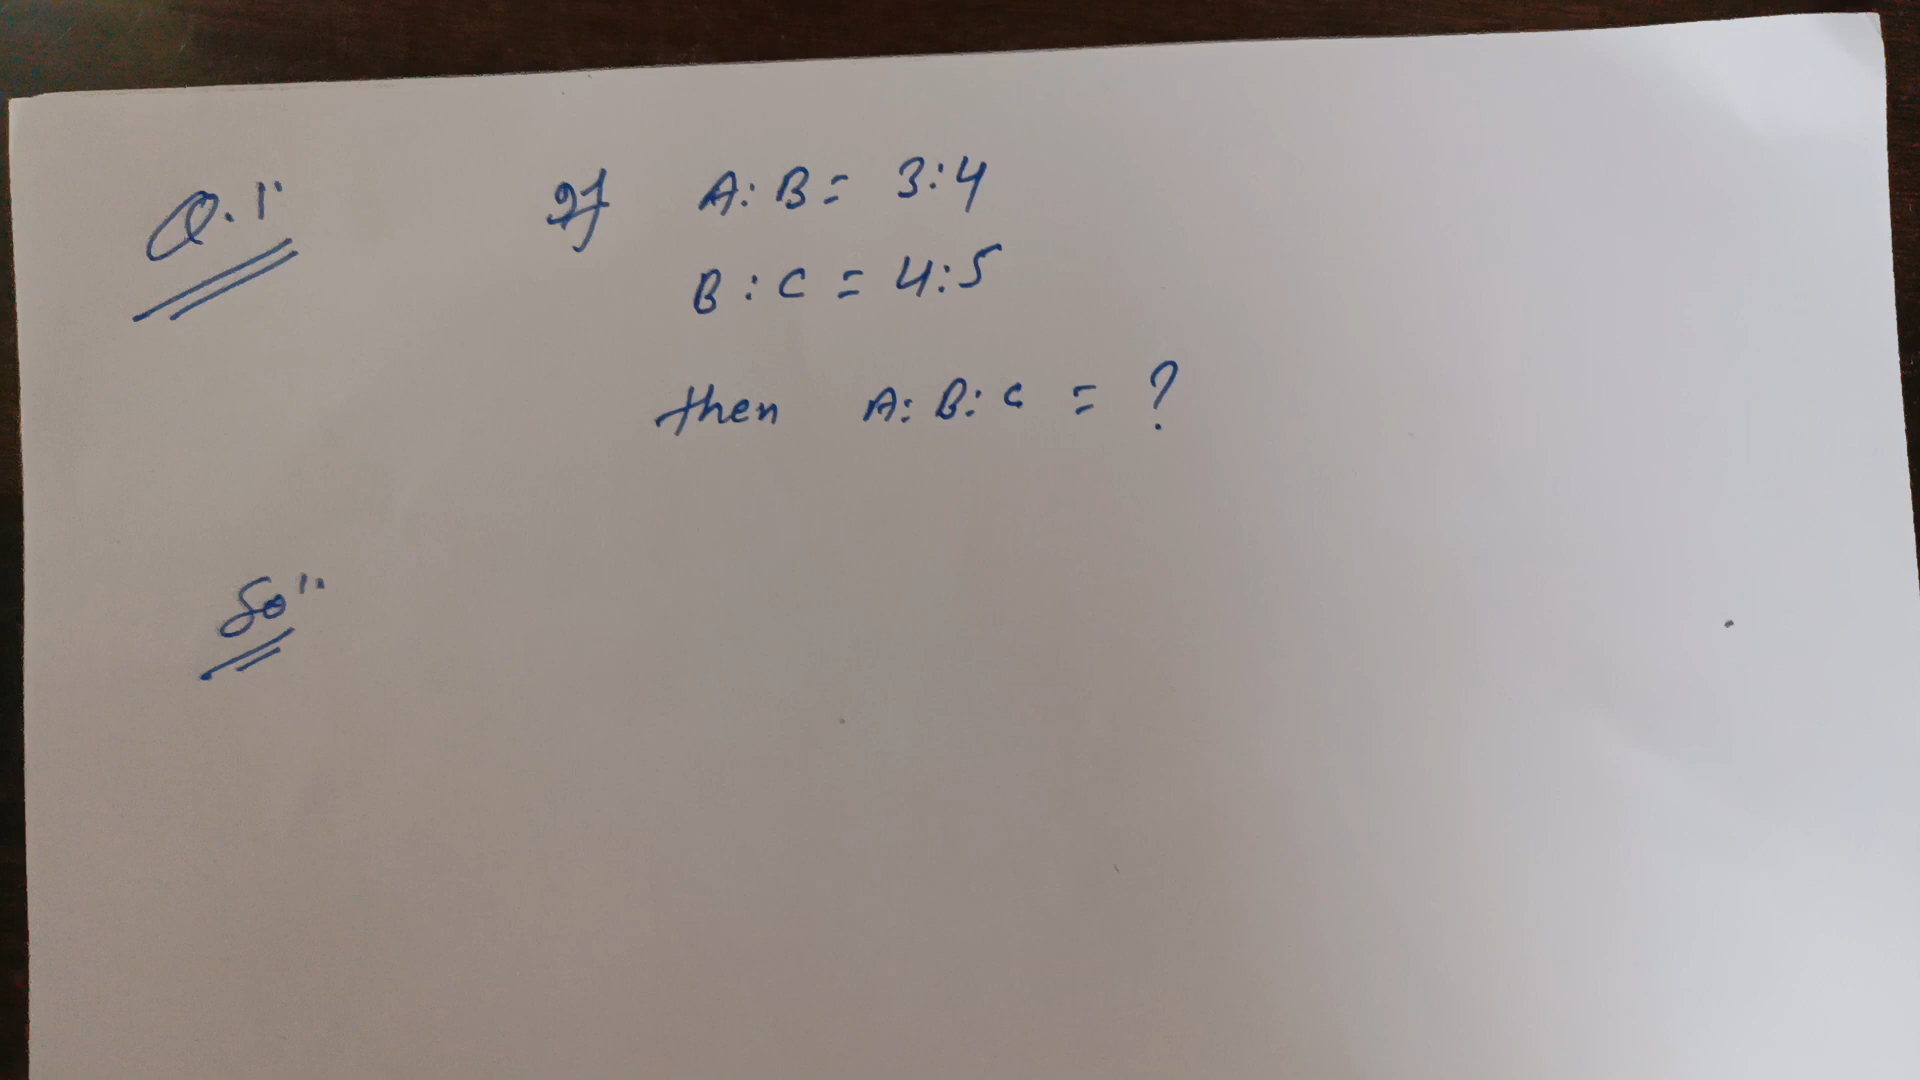 Q.1:
If A:B = 3:4
B:C = 4:5
then A:B:C = ?
Sol: